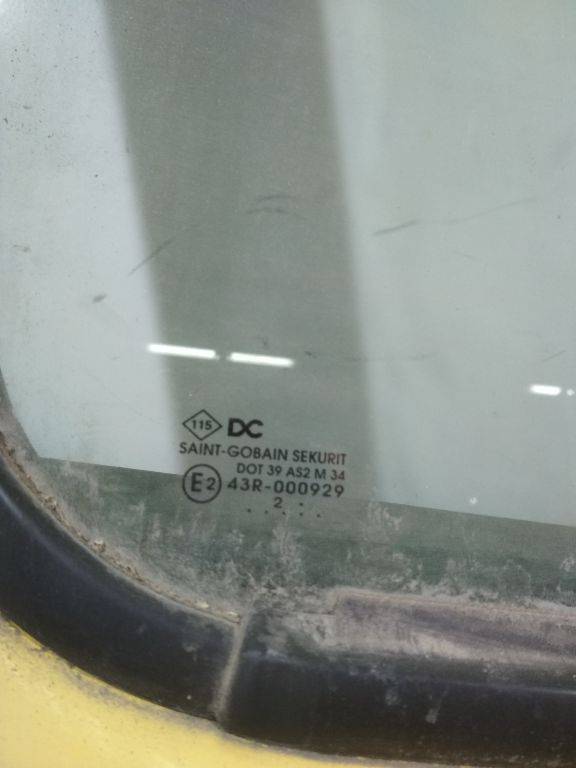 115 DC
SAINT-GOBAIN SEKURIT
DOT 39 AS2 M 34
E2 43R-000929
2